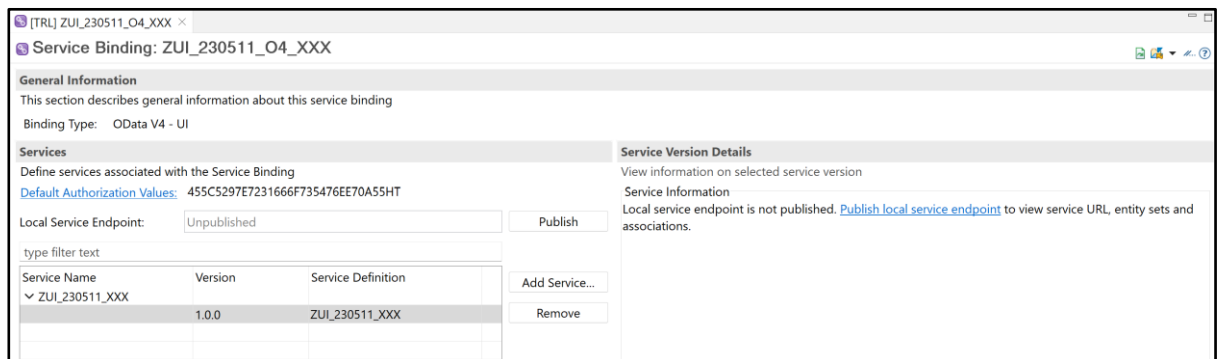 [TRL] ZUI_230511_O4_XXX
Service Binding: ZUI_230511_O4_XXX
General Information
This section describes general information about this service binding
Binding Type: OData V4 - UI
Services
Define services associated with the Service Binding
Default Authorization Values: 455C5297E7231666F735476EE70A55HT
Local Service Endpoint: Unpublished Publish
type filter text
Service Name Version Service Definition
Add Service...
ZUI_230511_XXX
1.0.0 ZUI_230511_XXX
Remove
Service Version Details
View information on selected service version
Service Information
Local service endpoint is not published. Publish local service endpoint to view service URL, entity sets and
associations.